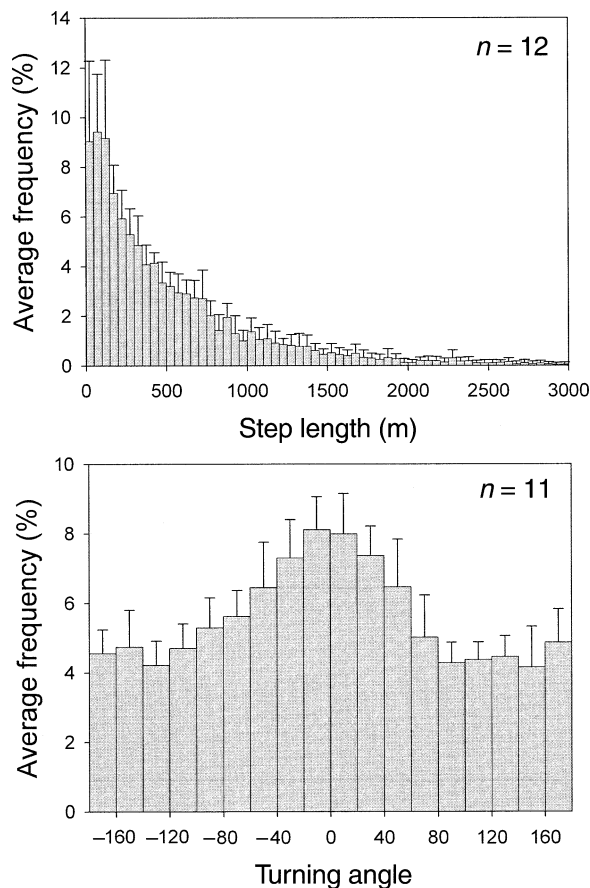 14
n = 12
12
10
8
6
4
2
0
Average frequency (%)
0 500 1000 1500 2000 2500 3000
Step length (m)
10
n = 11
8
6
4
2
0
Average frequency (%)
–160 –120 –80 –40 0 40 80 120 160
Turning angle